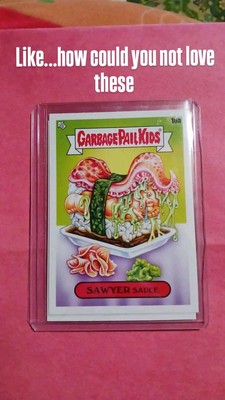 Like...how could you not love
these
GARBAGE PAIL KIDS
SAWYER SAUCE